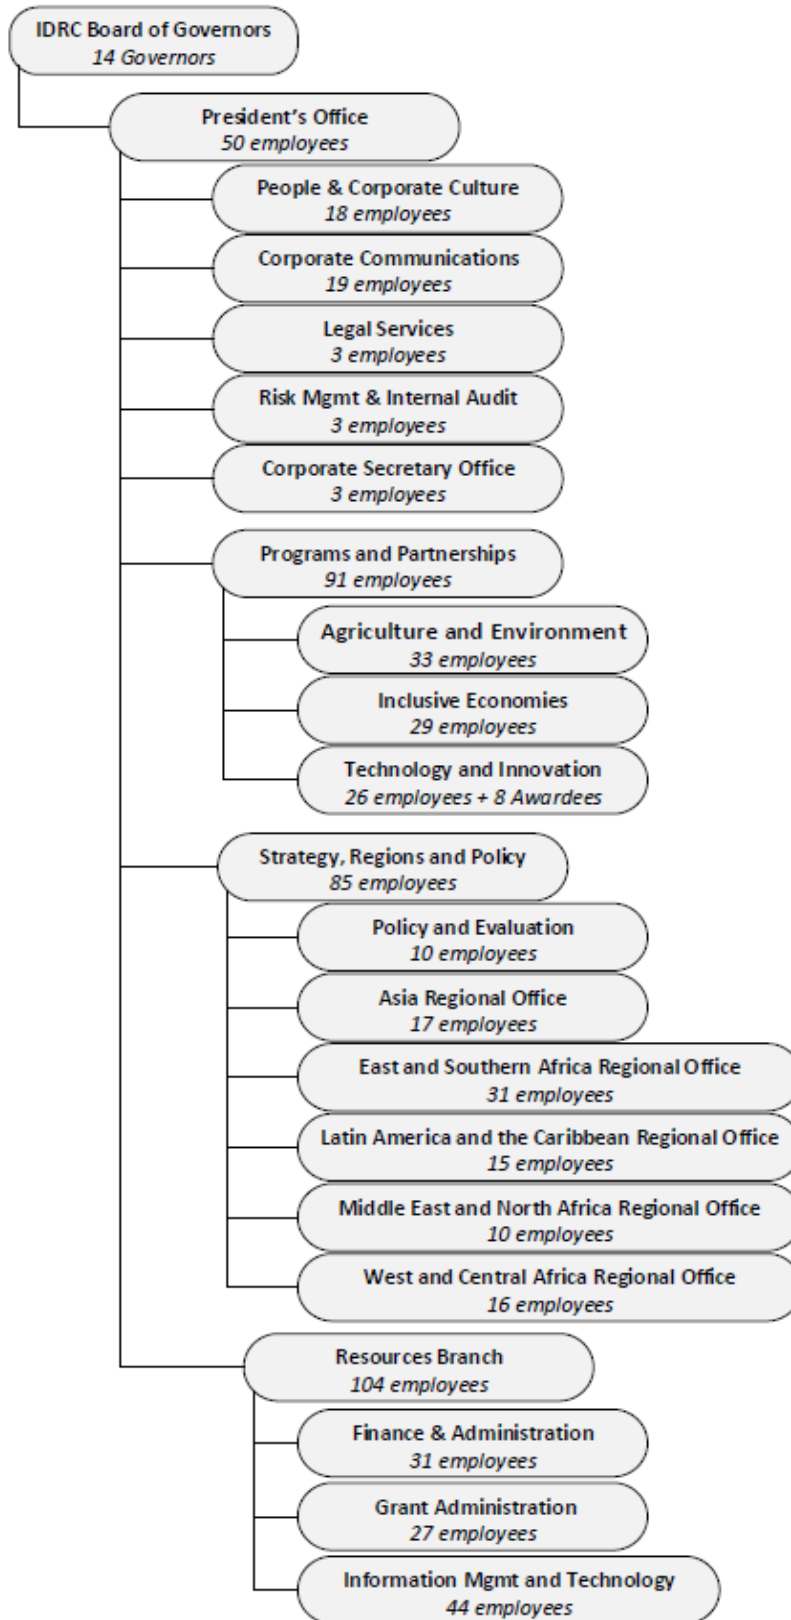 IDRC Board of Governors
14 Governors
President's Office
50 employees
People & Corporate Culture
18 employees
Corporate Communications
19 employees
Legal Services
3 employees
Risk Mgmt & Internal Audit
3 employees
Corporate Secretary Office
3 employees
Programs and Partnerships
91 employees
Agriculture and Environment
33 employees
Inclusive Economies
29 employees
Technology and Innovation
26 employees + 8 Awardees
Strategy, Regions and Policy
85 employees
Policy and Evaluation
10 employees
Asia Regional Office
17 employees
East and Southern Africa Regional Office
31 employees
Latin America and the Caribbean Regional Office
15 employees
Middle East and North Africa Regional Office
10 employees
West and Central Africa Regional Office
16 employees
Resources Branch
104 employees
Finance & Administration
31 employees
Grant Administration
27 employees
Information Mgmt and Technology
44 employees